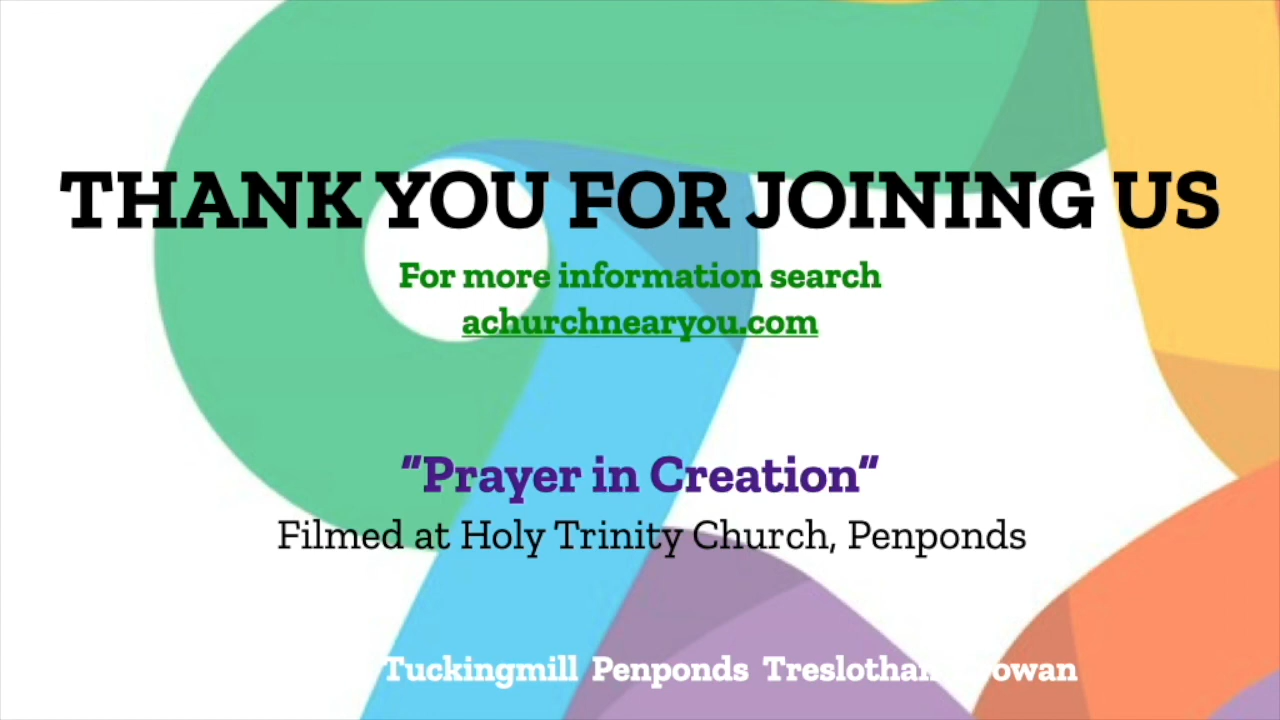 THANK YOU FOR JOINING US
For more information search
achurchnearyou.com
"Prayer in Creation"
Filmed at Holy Trinity Church, Penponds
Tuckingmill Penponds